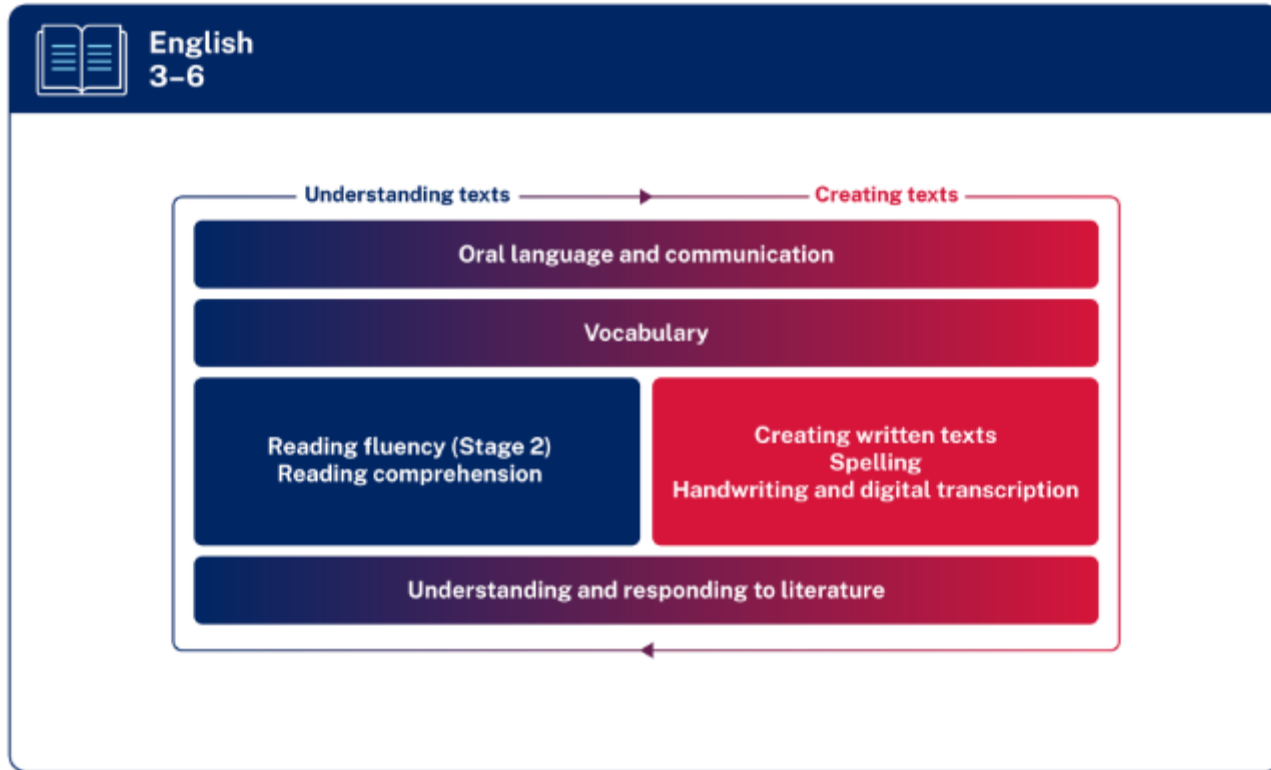 English
3–6
Understanding texts
Creating texts
Oral language and communication
Vocabulary
Reading fluency (Stage 2)
Reading comprehension
Creating written texts
Spelling
Handwriting and digital transcription
Understanding and responding to literature